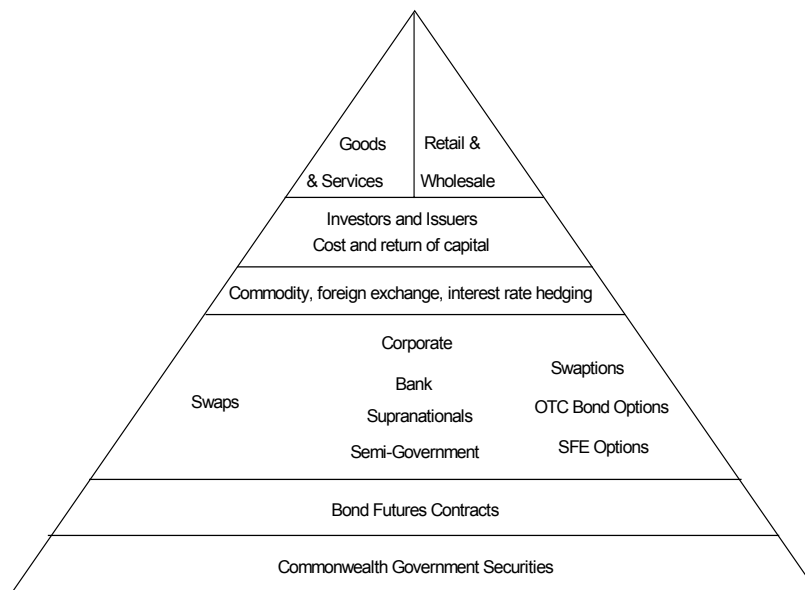 Goods
& Services
Retail &
Wholesale
Investors and Issuers
Cost and return of capital
Commodity, foreign exchange, interest rate hedging
Swaps
Corporate
Bank
Supranationals
Semi-Government
Swaptions
OTC Bond Options
SFE Options
Bond Futures Contracts
Commonwealth Government Securities